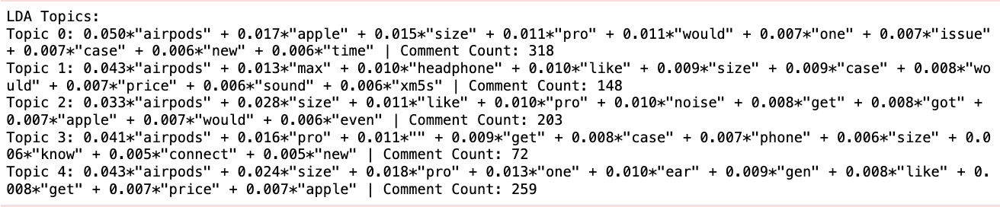 LDA Topics:
Topic 0: 0.050*"airpods" + 0.017*"apple" + 0.015*"size" + 0.011*"pro" + 0.011*"would" + 0.007*"one" + 0.007*"issue"
+ 0.007*"case" + 0.006*"new" + 0.006*"time" | Comment Count: 318
Topic 1: 0.043*"airpods" + 0.013*"max" + 0.010*"headphone" + 0.010*"like" + 0.009*"size" + 0.009*"case" + 0.008*"wo
uld" + 0.007*"price" + 0.006*"sound" + 0.006*"xm5s" | Comment Count: 148
Topic 2: 0.033*"airpods" + 0.028*"size" + 0.011*"like" + 0.010*"pro" + 0.010*"noise" + 0.008*"get" + 0.008*"got" +
0.007*"apple" + 0.007*"would" + 0.006*"even" | Comment Count: 203
Topic 3: 0.041*"airpods" + 0.016*"pro" + 0.011*"" + 0.009*"get" + 0.008*"case" + 0.007*"phone" + 0.006*"size" + 0.0
06*"know" + 0.005*"connect" + 0.005*"new" | Comment Count: 72
Topic 4: 0.043*"airpods" + 0.024*"size" + 0.018*"pro" + 0.013*"one" + 0.010*"ear" + 0.009*"gen" + 0.008*"like" + 0.
008*"get" + 0.007*"price" + 0.007*"apple" | Comment Count: 259